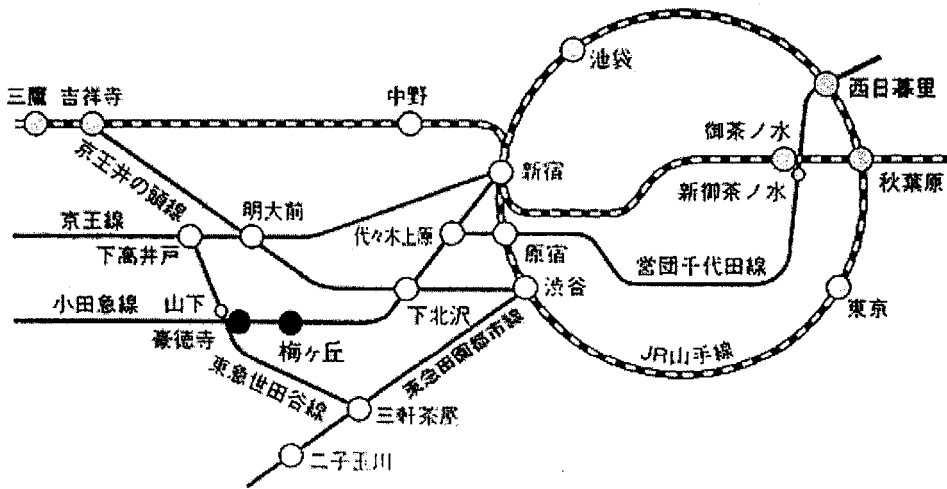 池袋
三鷹 吉祥寺
中野
西日暮里
御茶ノ水
京王井の頭線
新宿
新御茶ノ水
秋葉原
京王線
明大前
代々木上原
下高井戸
原宿
営団千代田線
小田急線
山下
下北沢
渋谷
東京
豪徳寺
梅ヶ丘
東急田園都市線
JR山手線
東急世田谷線
三軒茶屋
二子玉川